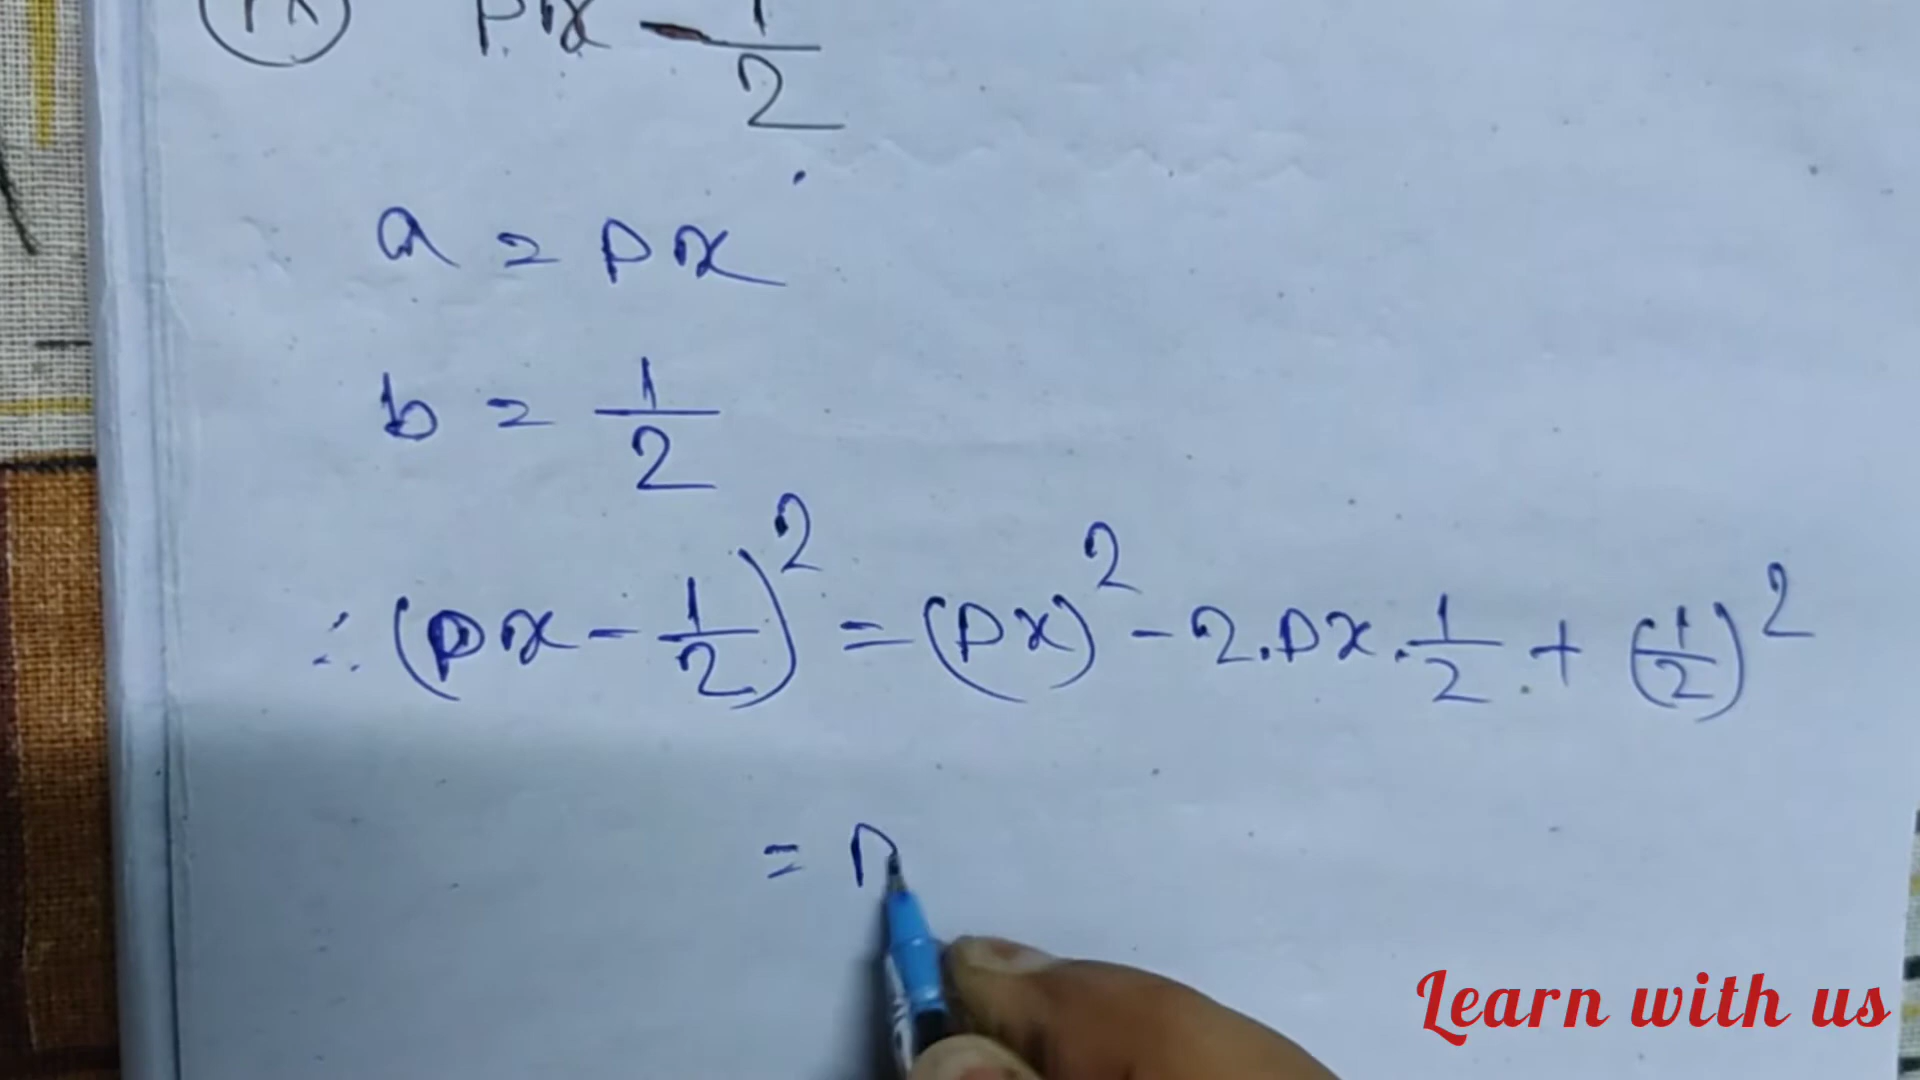 px - 1/2
a = px
b = 1/2
∴ (px - 1/2)² = (px)² - 2.px.1/2 + (1/2)²
= p
Learn with us